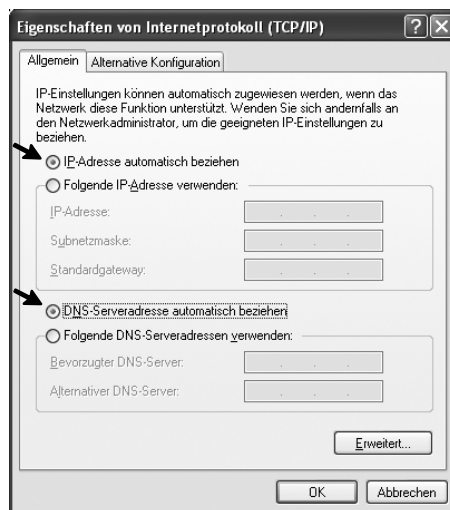 Eigenschaften von Internetprotokoll (TCP/IP)
Allgemein Alternative Konfiguration
IP-Einstellungen können automatisch zugewiesen werden, wenn das
Netzwerk diese Funktion unterstützt. Wenden Sie sich andernfalls an
den Netzwerkadministrator, um die geeigneten IP-Einstellungen zu
beziehen.
IP-Adresse automatisch beziehen
Folgende IP-Adresse verwenden:
IP-Adresse:
Subnetzmaske:
Standardgateway:
DNS-Serveradresse automatisch beziehen
Folgende DNS-Serveradressen verwenden:
Bevorzugter DNS-Server:
Alternativer DNS-Server:
Erweitert...
OK Abbrechen